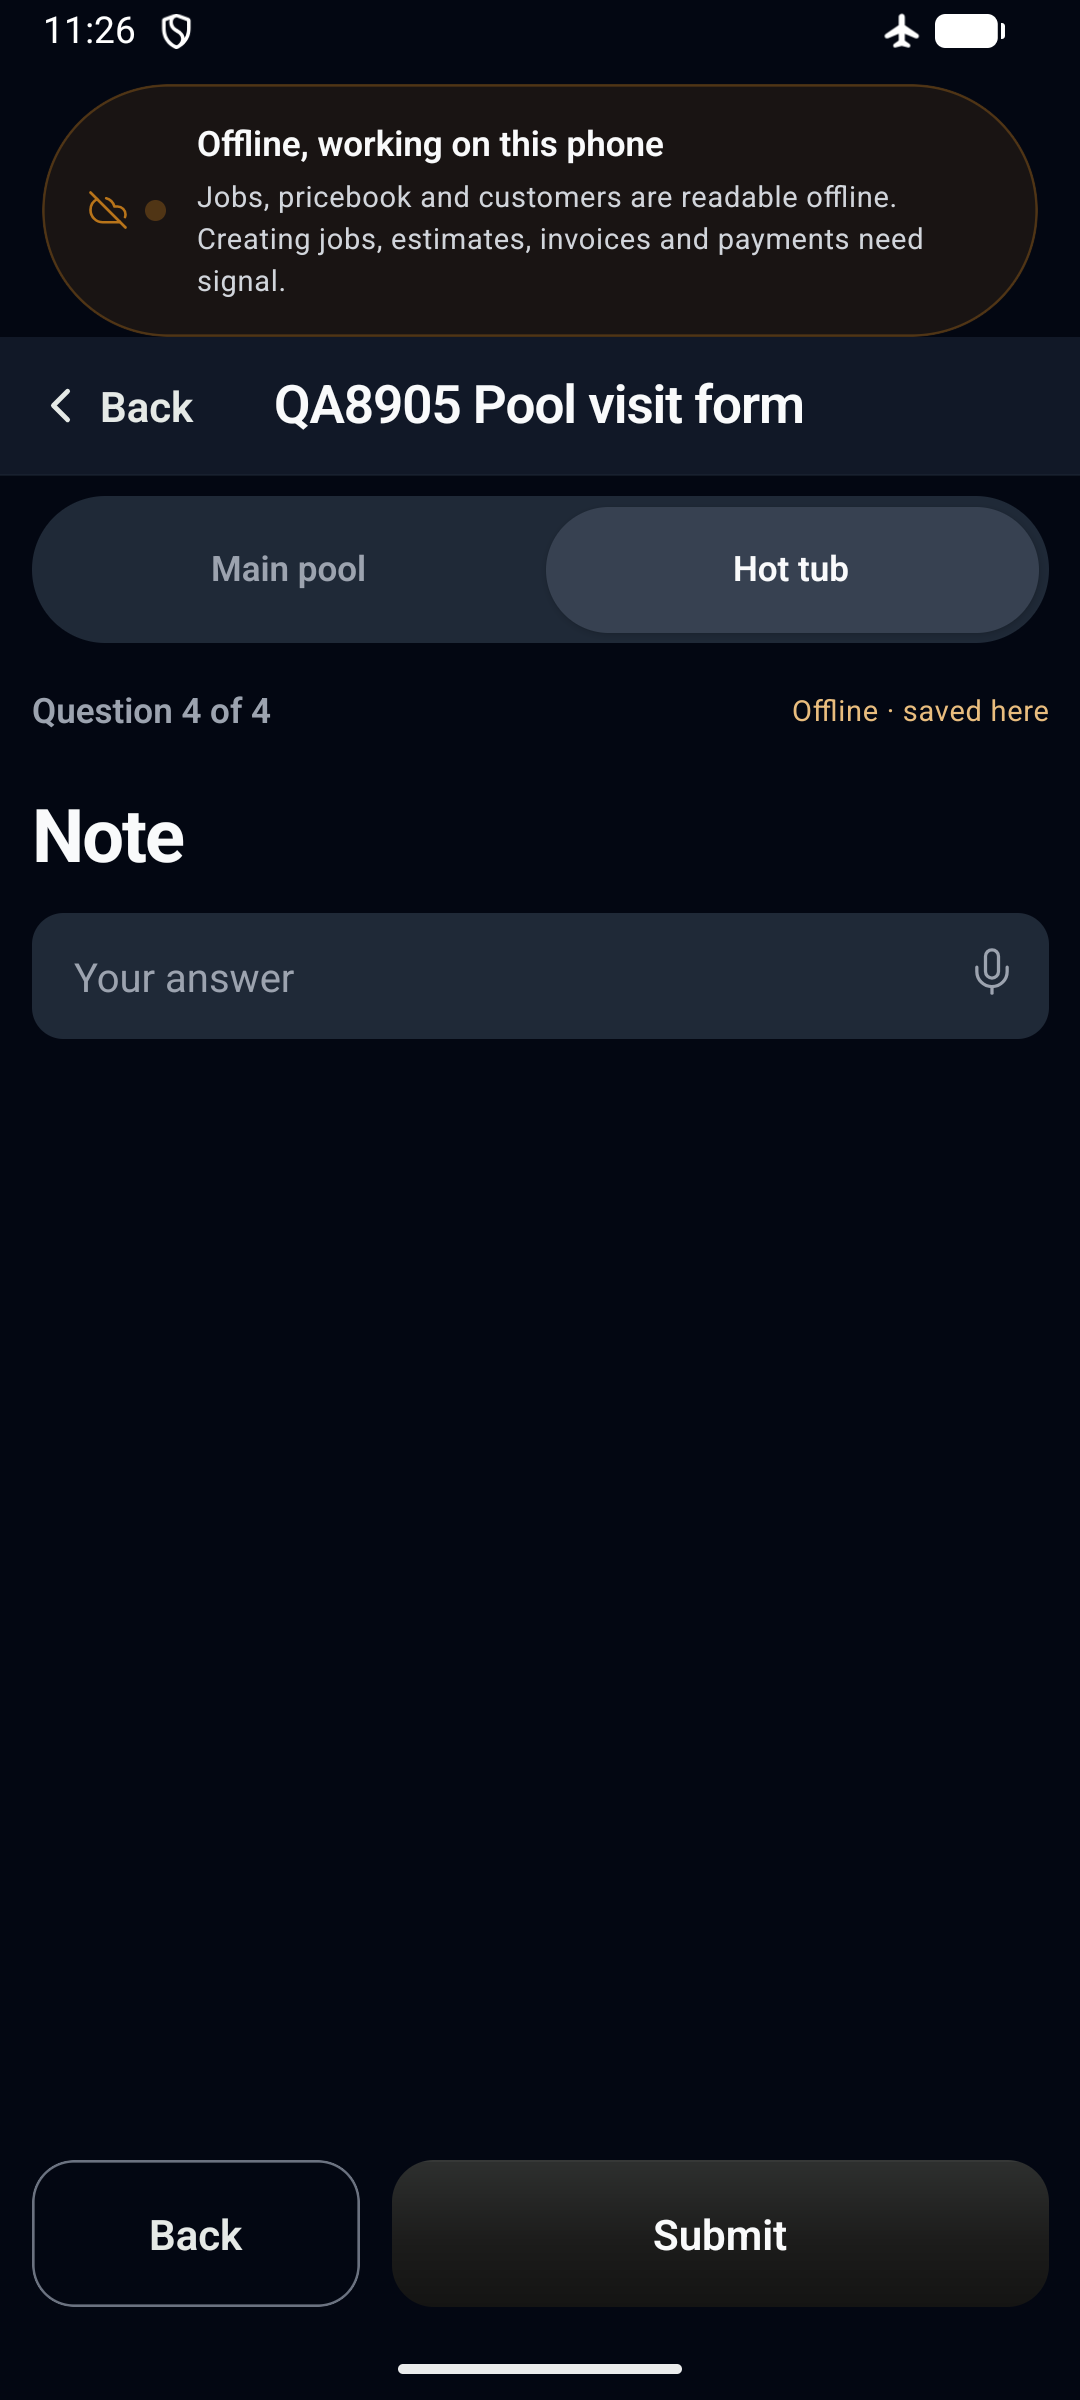 11:26
Offline, working on this phone
Jobs, pricebook and customers are readable offline.
Creating jobs, estimates, invoices and payments need
signal.
Back
QA8905 Pool visit form
Main pool
Hot tub
Question 4 of 4
Offline · saved here
Note
Your answer
Back
Submit